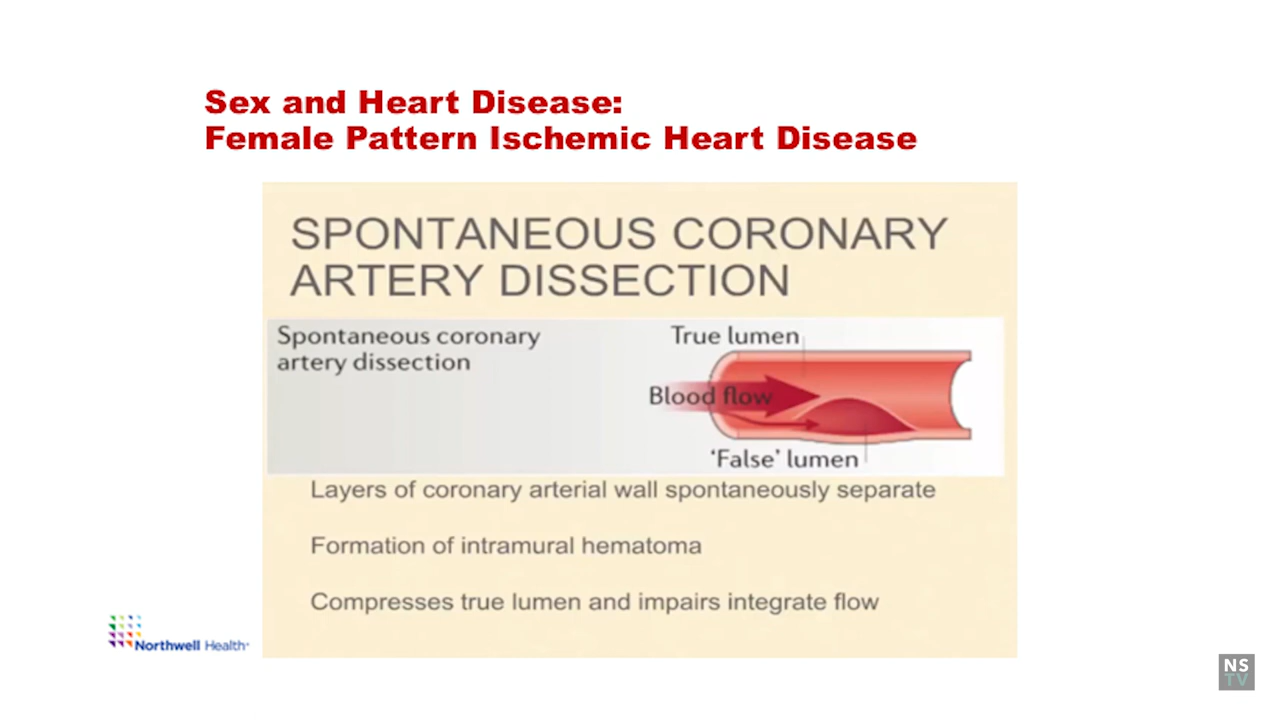 Sex and Heart Disease:
Female Pattern Ischemic Heart Disease
SPONTANEOUS CORONARY
ARTERY DISSECTION
Spontaneous coronary
artery dissection
True lumen
Blood flow
‘False’ lumen
Layers of coronary arterial wall spontaneously separate
Formation of intramural hematoma
Compresses true lumen and impairs integrate flow
Northwell Health
NS
TV